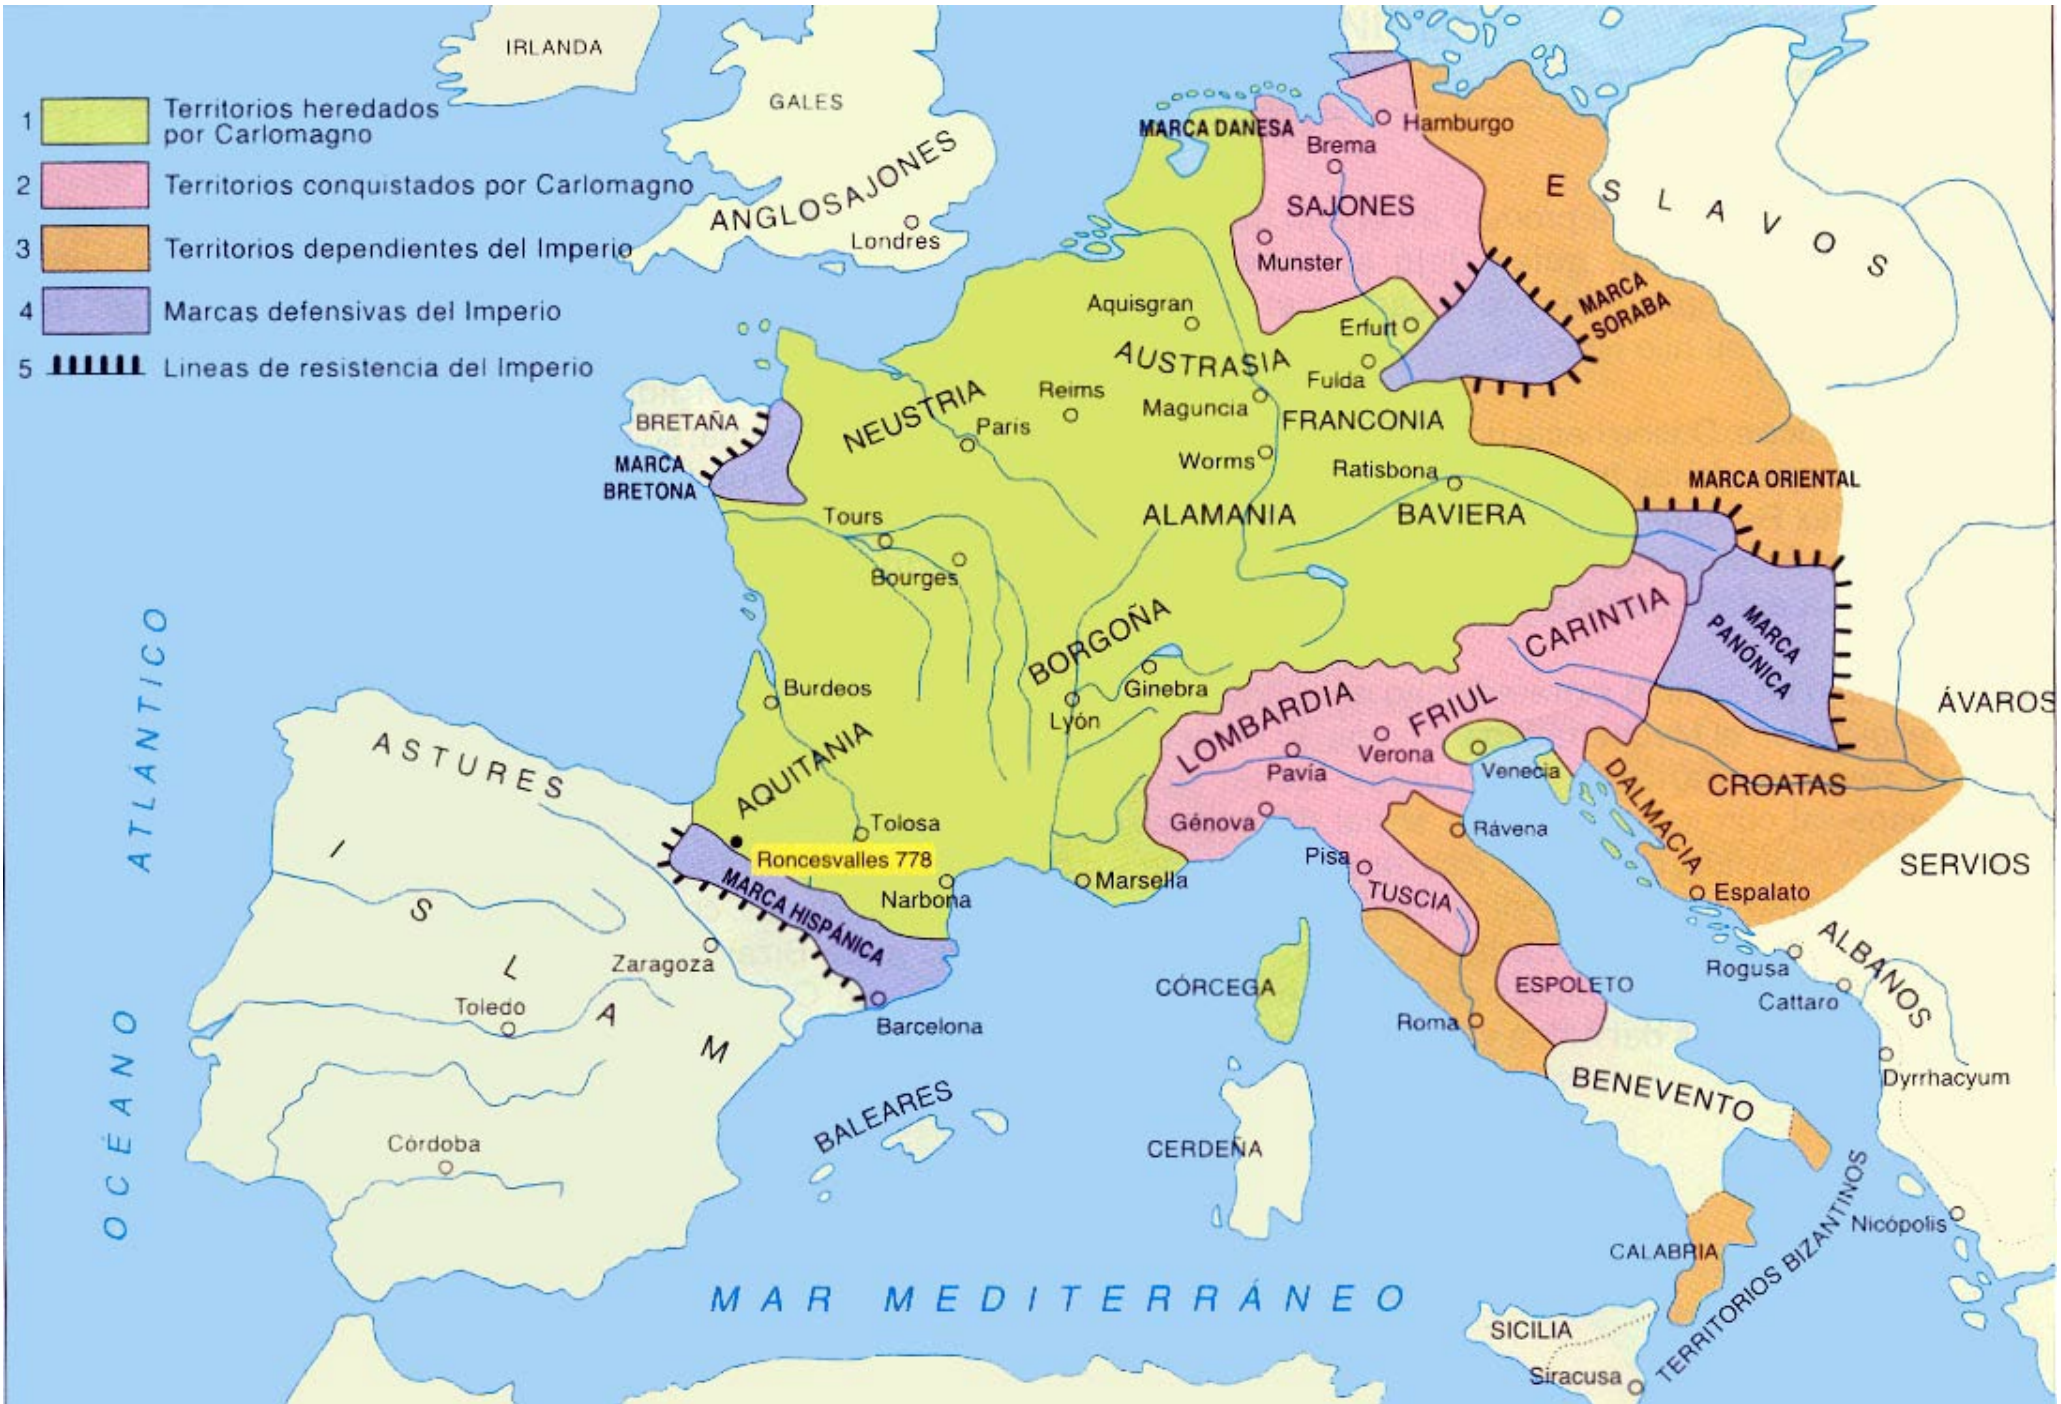 IRLANDA
GALES
ANGLOSAJONES
Londres
1 Territorios heredados
por Carlomagno
2 Territorios conquistados por Carlomagno
3 Territorios dependientes del Imperio
4 Marcas defensivas del Imperio
5 Lineas de resistencia del Imperio
MARCA DANESA
Hamburgo
Brema
SAJONES
Munster
ESLAVOS
MARCA
SORABA
Aquisgran
Erfurt
AUSTRASIA
Fulda
Reims
Maguncia
FRANCONIA
NEUSTRIA
Paris
Worms
Ratisbona
BRETAÑA
MARCA
BRETONA
MARCA ORIENTAL
ALAMANIA
BAVIERA
Tours
Bourges
BORGOÑA
Ginebra
Lyón
CARINTIA
MARCA
PANÓNICA
ÁVAROS
Burdeos
AQUITANIA
LOMBARDIA
FRIUL
Verona
Pavía
Venecia
Génova
DALMACIA
CROATAS
SERVIOS
ASTURES
Tolosa
Roncesvalles 778
MARCA HISPÁNICA
Narbona
Marsella
Rávena
Pisa
TUSCIA
Espalato
ALBANOS
Rogusa
Cattaro
Dyrrhacyum
Nicópolis
ISLAM
Zaragoza
Toledo
Barcelona
Córdoba
BALEARES
CÓRCEGA
CERDEÑA
ESPOLETO
Roma
BENEVENTO
CALABRIA
TERRITORIOS BIZANTINOS
SICILIA
Siracusa
OCÉANO ATLANTICO
MAR MEDITERRÁNEO